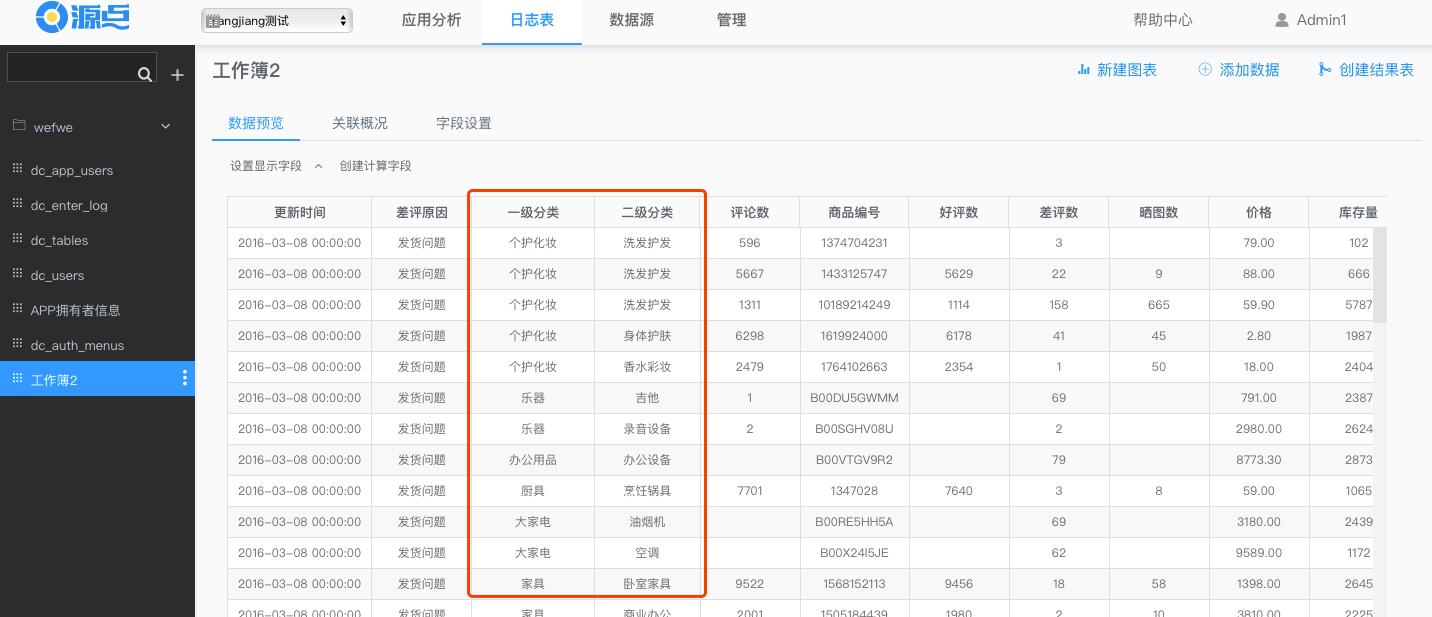 源点 angjiang测试 应用分析 日志表 数据源 管理 帮助中心 Admin1
工作簿2 新建图表 添加数据 创建结果表
wefwe
dc_app_users
dc_enter_log
dc_tables
dc_users
APP拥有者信息
dc_auth_menus
工作簿2
数据预览 关联概况 字段设置
设置显示字段 创建计算字段
更新时间 差评原因 一级分类 二级分类 评论数 商品编号 好评数 差评数 晒图数 价格 库存量
2016-03-08 00:00:00 发货问题 个护化妆 洗发护发 596 1374704231 3 79.00 102
2016-03-08 00:00:00 发货问题 个护化妆 洗发护发 5667 1433125747 5629 22 9 88.00 666
2016-03-08 00:00:00 发货问题 个护化妆 洗发护发 1311 10189214249 1114 158 665 59.90 5787
2016-03-08 00:00:00 发货问题 个护化妆 身体护肤 6298 1619924000 6178 41 45 2.80 1987
2016-03-08 00:00:00 发货问题 个护化妆 香水彩妆 2479 1764102663 2354 1 50 18.00 2404
2016-03-08 00:00:00 发货问题 乐器 吉他 1 B00DU5GWMM 69 791.00 2387
2016-03-08 00:00:00 发货问题 乐器 录音设备 2 B00SGHV08U 2 2980.00 2624
2016-03-08 00:00:00 发货问题 办公用品 办公设备 B00VTGV9R2 79 8773.30 2873
2016-03-08 00:00:00 发货问题 厨具 烹饪锅具 7701 1347028 7640 3 8 59.00 1065
2016-03-08 00:00:00 发货问题 大家电 油烟机 B00RE5HH5A 69 3180.00 2439
2016-03-08 00:00:00 发货问题 大家电 空调 B00X24I5JE 62 9589.00 1172
2016-03-08 00:00:00 发货问题 家具 卧室家具 9522 1568152113 9456 18 58 1398.00 2645
2016-03-08 00:00:00 发货问题 家具 商业办公 2001 1505184439 1980 2 10 3810.00 2225